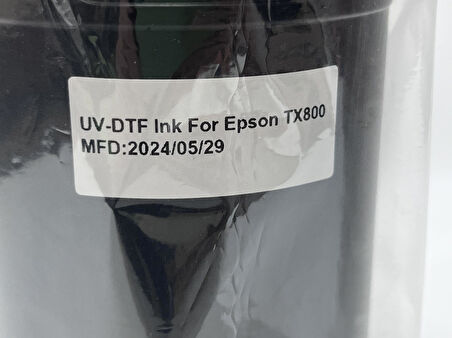 UV-DTF Ink For Epson TX800
MFD:2024/05/29